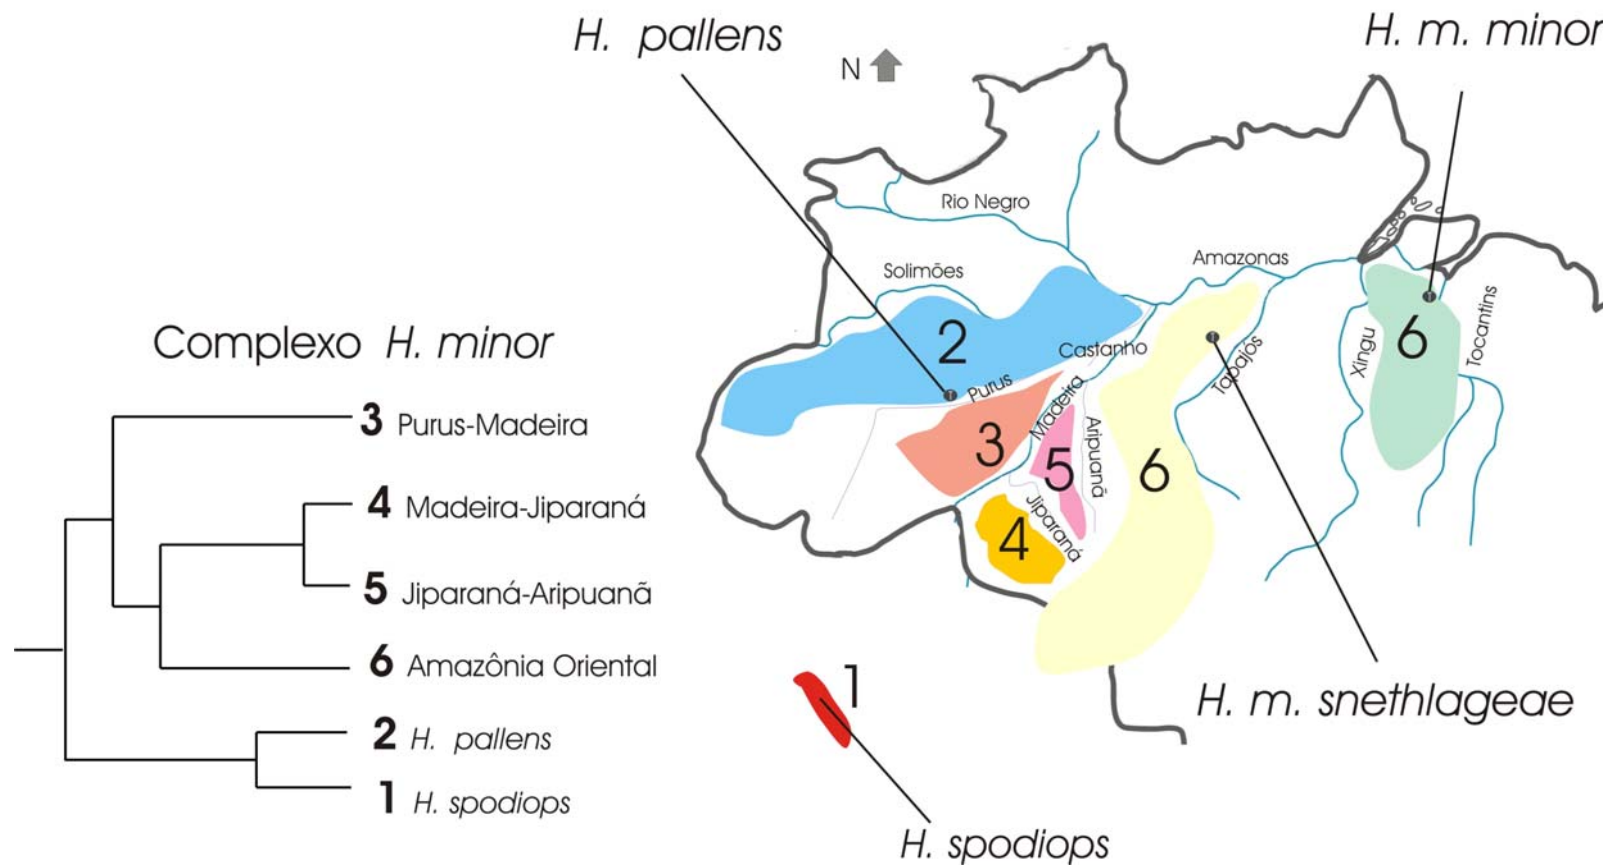 H. pallens
H. m. minor
N
Rio Negro
Solimões
Amazonas
Complexo H. minor
3 Purus-Madeira
4 Madeira-Jiparaná
5 Jiparaná-Aripuanã
6 Amazônia Oriental
2 H. pallens
1 H. spodiops
2
Castanho
Purus
Madeira
3
5
Aripuanã
Jiparaná
4
6
Tapajós
Xingu
6
Tocantins
1
H. m. snethlageae
H. spodiops